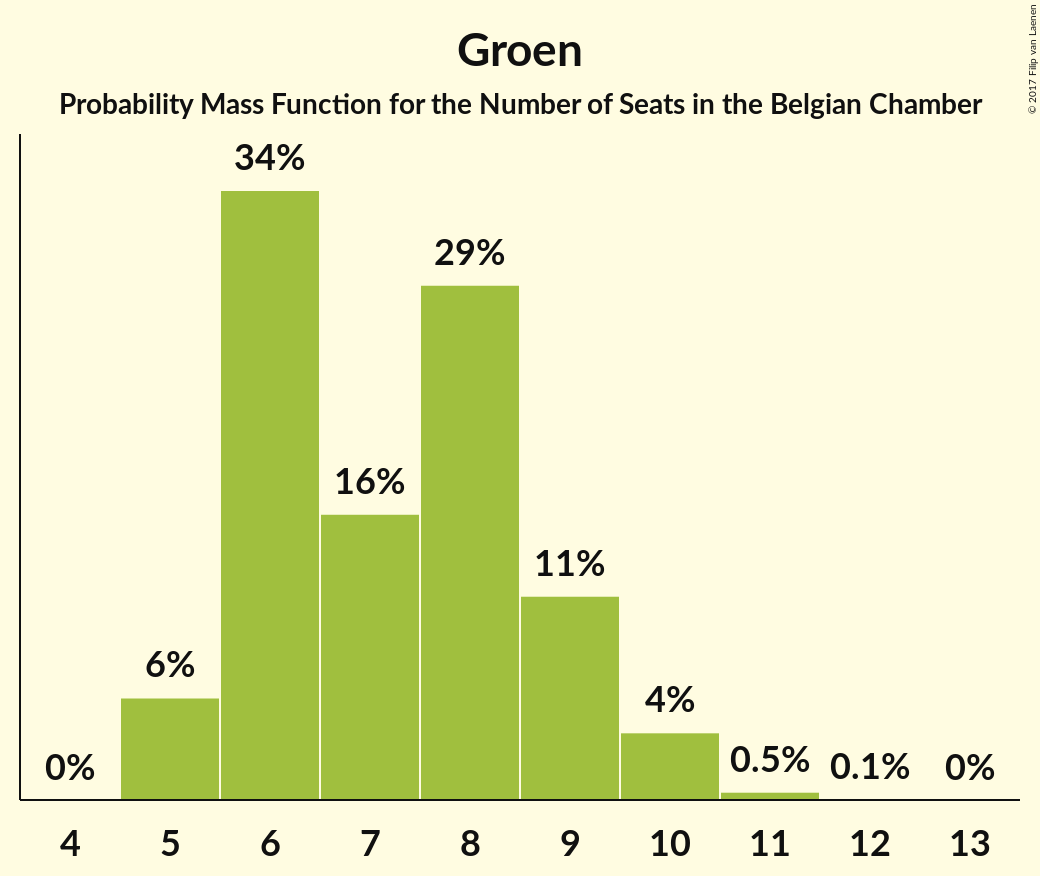 Groen
Probability Mass Function for the Number of Seats in the Belgian Chamber
© 2017 Filip van Laenen
34%
29%
16%
11%
6%
4%
0%
0.5%
0.1%
0%
4 5 6 7 8 9 10 11 12 13